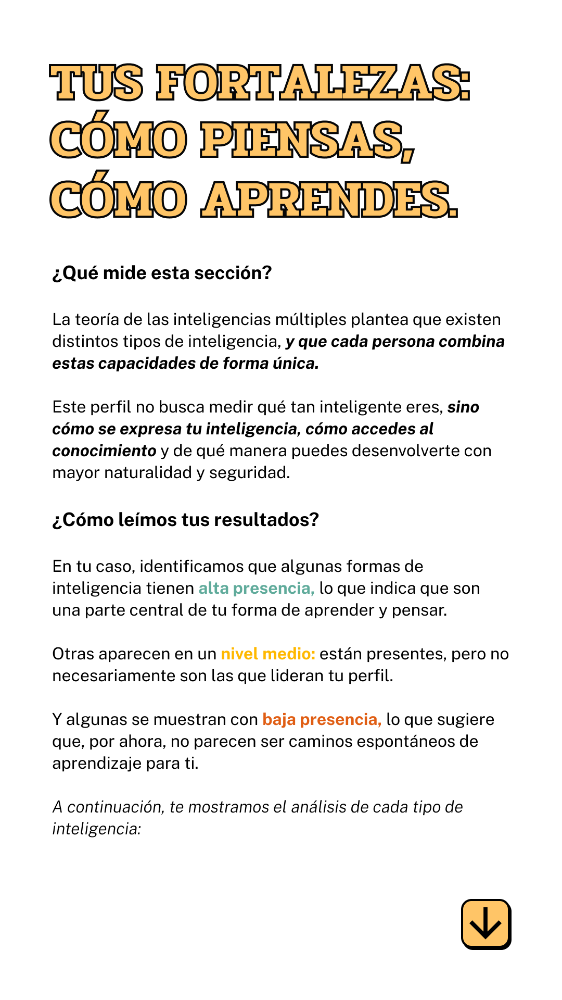 TUS FORTALEZAS:
CÓMO PIENSAS,
CÓMO APRENDES.
¿Qué mide esta sección?
La teoría de las inteligencias múltiples plantea que existen
distintos tipos de inteligencia, y que cada persona combina
estas capacidades de forma única.
Este perfil no busca medir qué tan inteligente eres, sino
cómo se expresa tu inteligencia, cómo accedes al
conocimiento y de qué manera puedes desenvolverte con
mayor naturalidad y seguridad.
¿Cómo leímos tus resultados?
En tu caso, identificamos que algunas formas de
inteligencia tienen alta presencia, lo que indica que son
una parte central de tu forma de aprender y pensar.
Otras aparecen en un nivel medio: están presentes, pero no
necesariamente son las que lideran tu perfil.
Y algunas se muestran con baja presencia, lo que sugiere
que, por ahora, no parecen ser caminos espontáneos de
aprendizaje para ti.
A continuación, te mostramos el análisis de cada tipo de
inteligencia: